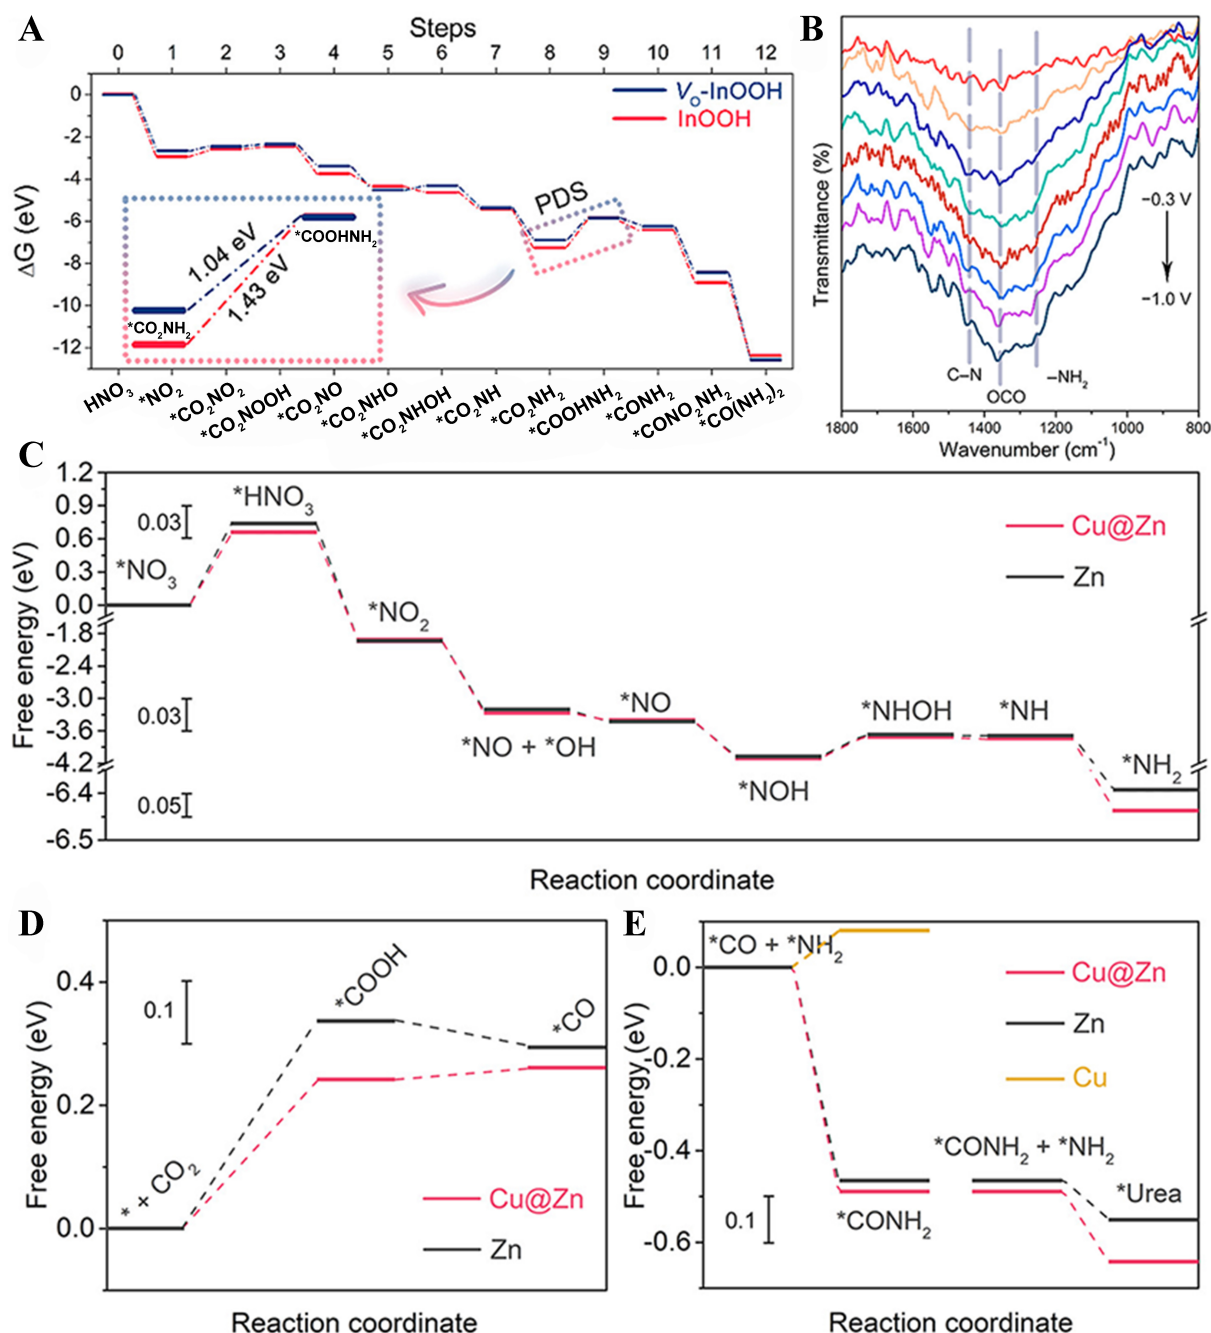 A
Steps
0 1 2 3 4 5 6 7 8 9 10 11 12
ΔG (eV)
0
-2
-4
-6
-8
-10
-12
V_O-InOOH
InOOH
PDS
1.04 eV
1.43 eV
*COOHNH2
*CO2NH2
HNO3 *NO2 *CO2NO2 *CO2NOOH *CO2NO *CO2NHO *CO2NHOH *CO2NH *CO2NH2 *COOHNH2 *CONH2 *CONO2NH2 *CO(NH2)2
B
Transmittance (%)
−0.3 V
−1.0 V
C–N
OCO
–NH2
1800 1600 1400 1200 1000 800
Wavenumber (cm-1)
C
Free energy (eV)
1.2
0.9
0.6
0.3
0.0
-1.8
-2.4
-3.0
-3.6
-4.2
-6.4
-6.5
0.03
0.03
0.05
*NO3
*HNO3
*NO2
*NO + *OH
*NO
*NOH
*NHOH
*NH
*NH2
Cu@Zn
Zn
Reaction coordinate
D
Free energy (eV)
0.4
0.2
0.0
0.1
* + CO2
*COOH
*CO
Cu@Zn
Zn
Reaction coordinate
E
Free energy (eV)
0.0
-0.2
-0.4
-0.6
0.1
*CO + *NH2
Cu@Zn
Zn
Cu
*CONH2
*CONH2 + *NH2
*Urea
Reaction coordinate